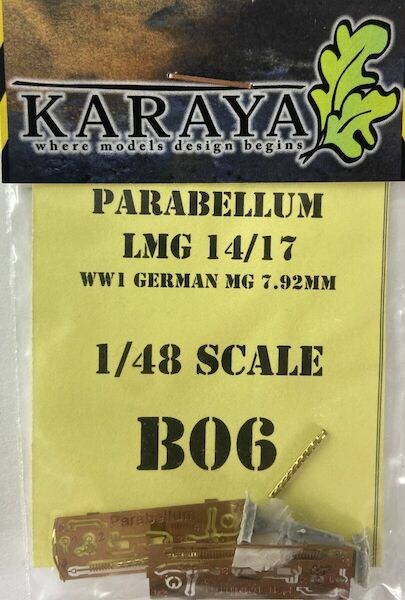 KARAYA
where models design begins
PARABELLUM
LMG 14/17
WW1 GERMAN MG 7.92MM
1/48 SCALE
B06
Parabellum